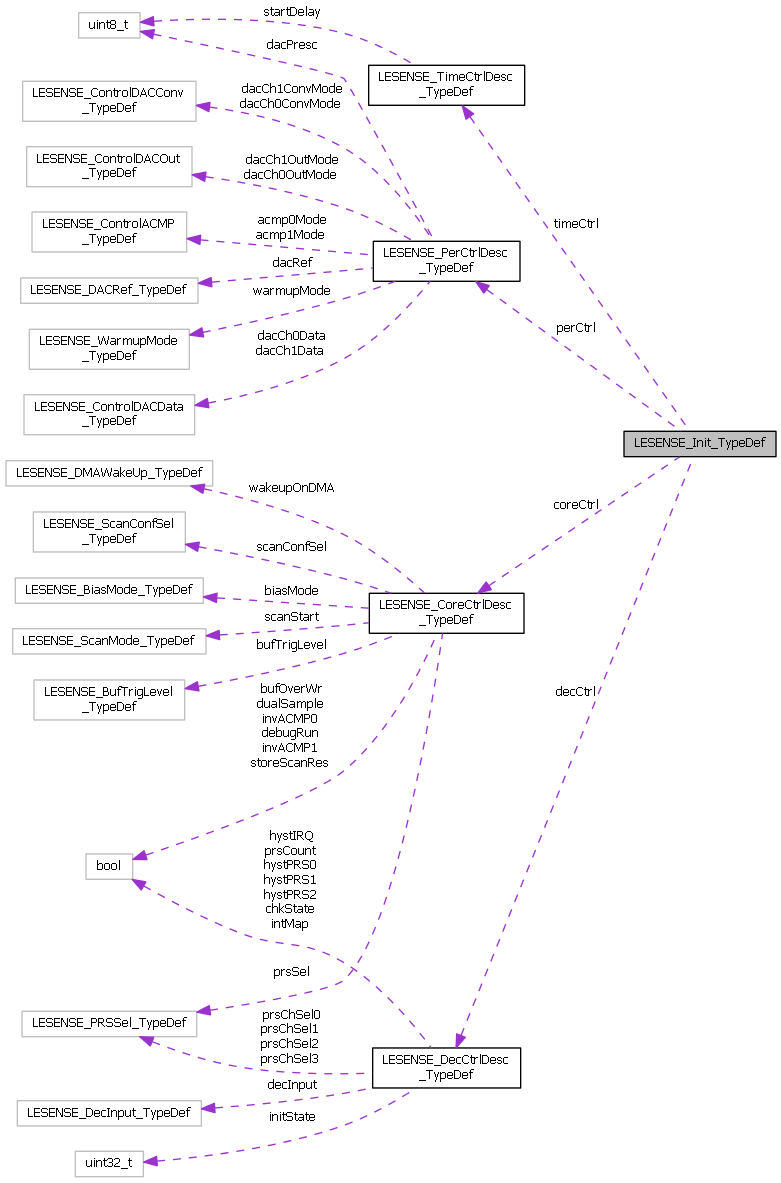 startDelay
uint8_t
dacPresc
LESENSE_TimeCtrlDesc
_TypeDef
LESENSE_ControlDACConv
_TypeDef
dacCh1ConvMode
dacCh0ConvMode
LESENSE_ControlDACOut
_TypeDef
dacCh1OutMode
dacCh0OutMode
LESENSE_ControlACMP
_TypeDef
acmp0Mode
acmp1Mode
timeCtrl
LESENSE_PerCtrlDesc
_TypeDef
dacRef
LESENSE_DACRef_TypeDef
warmupMode
LESENSE_WarmupMode
_TypeDef
perCtrl
dacCh0Data
dacCh1Data
LESENSE_ControlDACData
_TypeDef
LESENSE_Init_TypeDef
LESENSE_DMAWakeUp_TypeDef
wakeupOnDMA
coreCtrl
LESENSE_ScanConfSel
_TypeDef
scanConfSel
LESENSE_BiasMode_TypeDef
biasMode
LESENSE_CoreCtrlDesc
_TypeDef
scanStart
LESENSE_ScanMode_TypeDef
bufTrigLevel
LESENSE_BufTrigLevel
_TypeDef
bufOverWr
dualSample
invACMP0
debugRun
invACMP1
storeScanRes
decCtrl
bool
hystIRQ
prsCount
hystPRS0
hystPRS1
hystPRS2
chkState
intMap
prsSel
LESENSE_PRSSel_TypeDef
prsChSel0
prsChSel1
prsChSel2
prsChSel3
LESENSE_DecCtrlDesc
_TypeDef
decInput
LESENSE_DecInput_TypeDef
initState
uint32_t